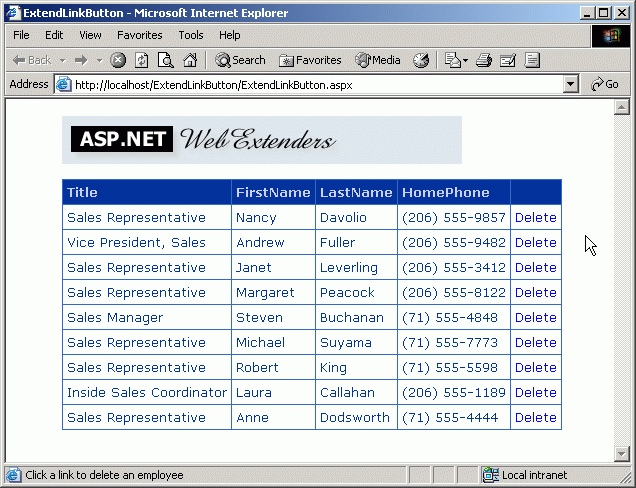 ExtendLinkButton - Microsoft Internet Explorer
File Edit View Favorites Tools Help
Back Search Favorites Media
Address http://localhost/ExtendLinkButton/ExtendLinkButton.aspx Go
ASP.NET WebExtenders
Title FirstName LastName HomePhone
Sales Representative Nancy Davolio (206) 555-9857 Delete
Vice President, Sales Andrew Fuller (206) 555-9482 Delete
Sales Representative Janet Leverling (206) 555-3412 Delete
Sales Representative Margaret Peacock (206) 555-8122 Delete
Sales Manager Steven Buchanan (71) 555-4848 Delete
Sales Representative Michael Suyama (71) 555-7773 Delete
Sales Representative Robert King (71) 555-5598 Delete
Inside Sales Coordinator Laura Callahan (206) 555-1189 Delete
Sales Representative Anne Dodsworth (71) 555-4444 Delete
Click a link to delete an employee Local intranet